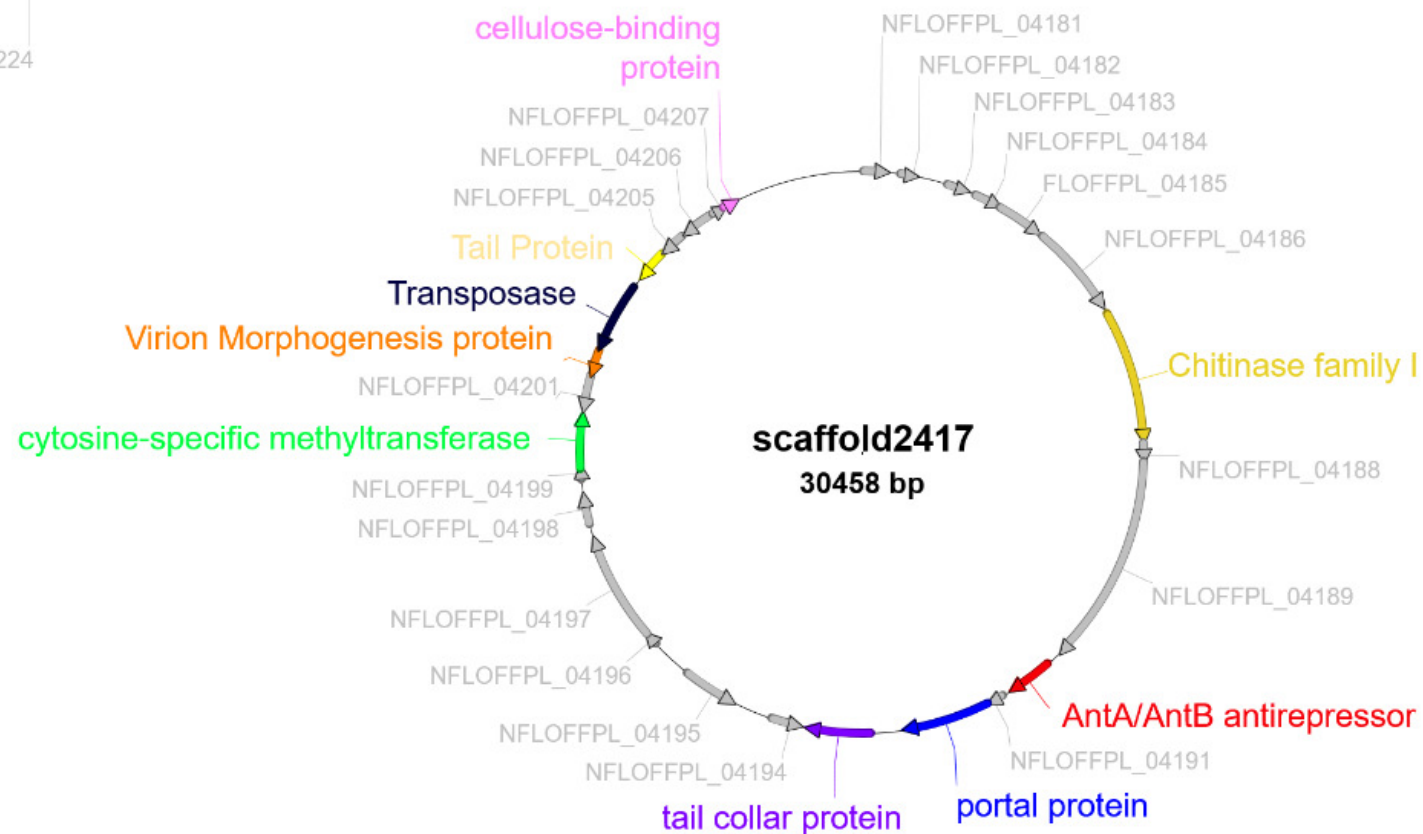 224
cellulose-binding
protein
NFLOFFPL_04181
NFLOFFPL_04182
NFLOFFPL_04183
NFLOFFPL_04184
FLOFFPL_04185
NFLOFFPL_04186
Chitinase family I
NFLOFFPL_04188
NFLOFFPL_04189
AntA/AntB antirepressor
NFLOFFPL_04191
portal protein
tail collar protein
NFLOFFPL_04194
NFLOFFPL_04195
NFLOFFPL_04196
NFLOFFPL_04197
NFLOFFPL_04198
NFLOFFPL_04199
cytosine-specific methyltransferase
NFLOFFPL_04201
Virion Morphogenesis protein
Transposase
Tail Protein
NFLOFFPL_04205
NFLOFFPL_04206
NFLOFFPL_04207
scaffold2417
30458 bp